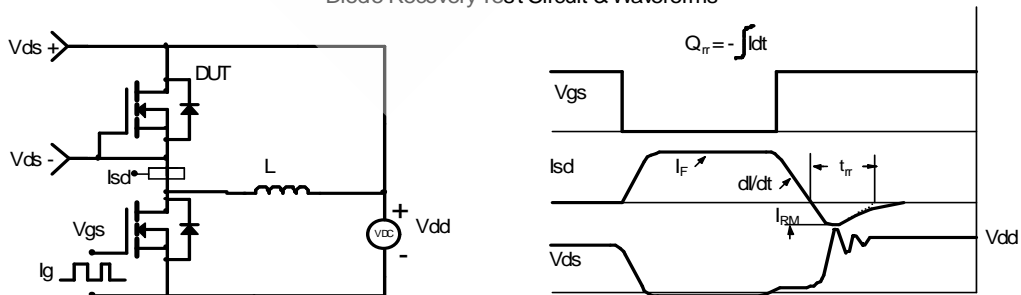 Diode Recovery Test Circuit & Waveforms
Vds +
DUT
Vds -
Isd
L
Vgs
Ig
+
VDC
-
Vdd
Qrr = - ∫Idt
Vgs
Isd
IF
dI/dt
trr
IRM
Vds
Vdd